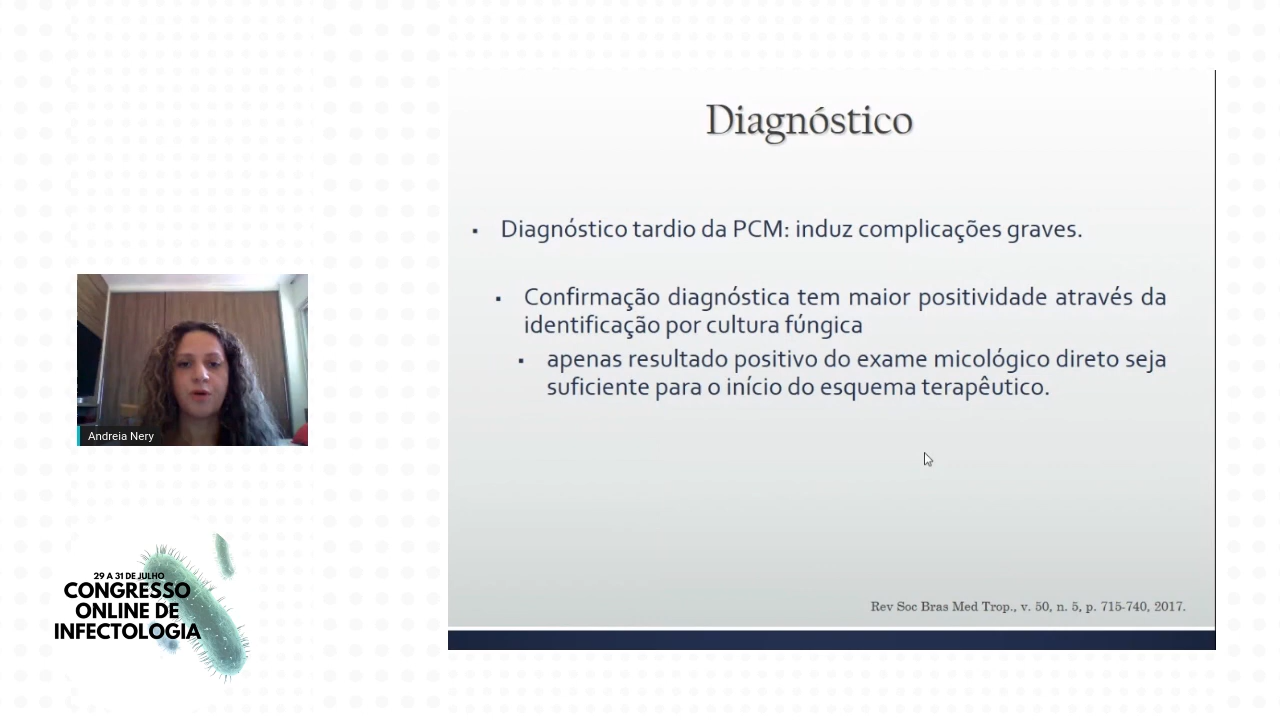 Diagnóstico
▪ Diagnóstico tardio da PCM: induz complicações graves.
▪ Confirmação diagnóstica tem maior positividade através da
identificação por cultura fúngica
▪ apenas resultado positivo do exame micológico direto seja
suficiente para o início do esquema terapêutico.
Rev Soc Bras Med Trop., v. 50, n. 5, p. 715-740, 2017.
Andreia Nery
29 A 31 DE JULHO
CONGRESSO
ONLINE DE
INFECTOLOGIA